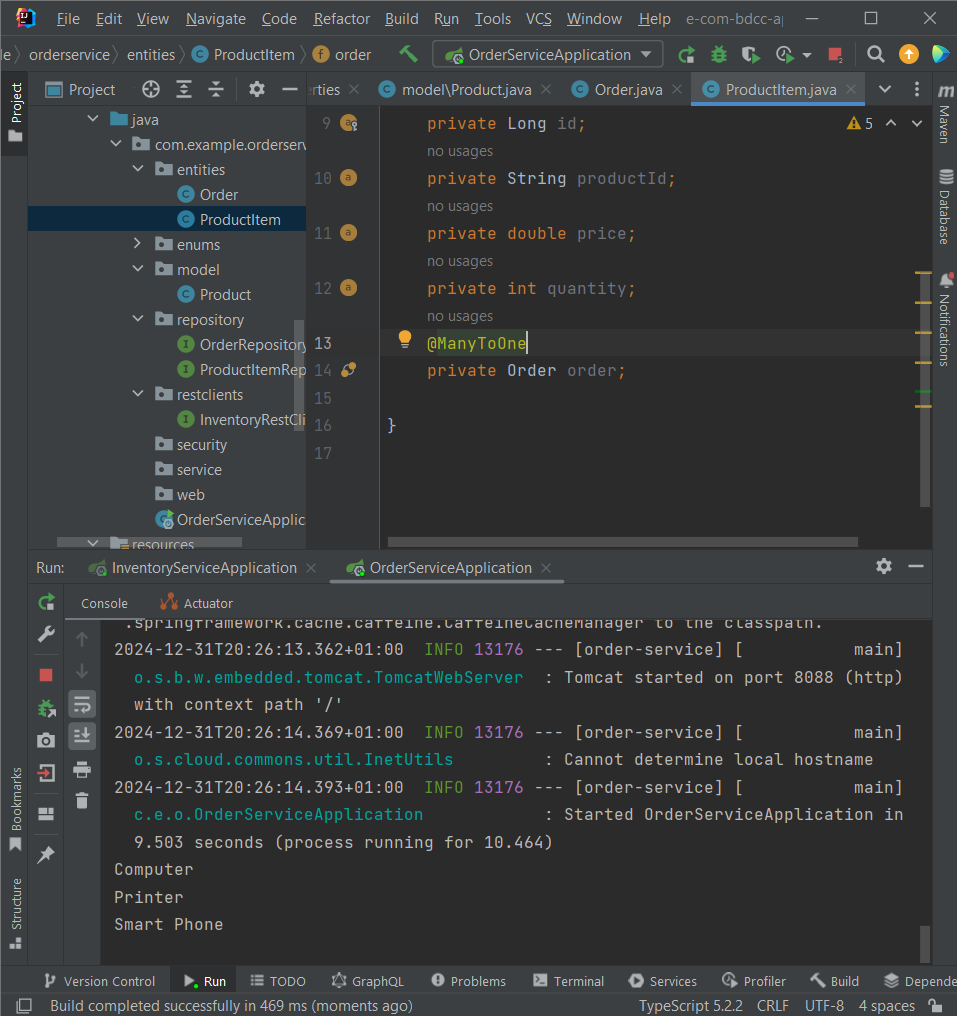 File Edit View Navigate Code Refactor Build Run Tools VCS Window Help e-com-bdcc-ap
le orderservice entities ProductItem order OrderServiceApplication
Project
erties model\Product.java Order.java ProductItem.java
java
com.example.orderserv
entities
Order
ProductItem
enums
model
Product
repository
OrderRepository
ProductItemRep
restclients
InventoryRestCli
security
service
web
OrderServiceApplic
resources
5
9 private Long id;
no usages
10 private String productId;
no usages
11 private double price;
no usages
12 private int quantity;
no usages
13 @ManyToOne
14 private Order order;
15
16 }
17
Project
Bookmarks
Structure
Maven
Database
Notifications
Run: InventoryServiceApplication OrderServiceApplication
Console Actuator
.springframework.cache.caffeine.CaffeineCacheManager to the classpath.
2024-12-31T20:26:13.362+01:00 INFO 13176 --- [order-service] [ main]
o.s.b.w.embedded.tomcat.TomcatWebServer : Tomcat started on port 8088 (http)
with context path '/'
2024-12-31T20:26:14.369+01:00 INFO 13176 --- [order-service] [ main]
o.s.cloud.commons.util.InetUtils : Cannot determine local hostname
2024-12-31T20:26:14.393+01:00 INFO 13176 --- [order-service] [ main]
c.e.o.OrderServiceApplication : Started OrderServiceApplication in
9.503 seconds (process running for 10.464)
Computer
Printer
Smart Phone
Version Control Run TODO GraphQL Problems Terminal Services Profiler Build Depende
Build completed successfully in 469 ms (moments ago) TypeScript 5.2.2 CRLF UTF-8 4 spaces